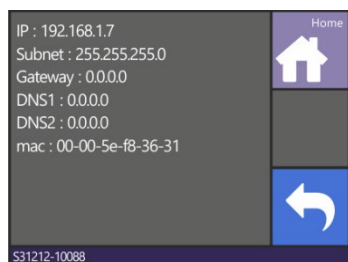 IP : 192.168.1.7
Subnet : 255.255.255.0
Gateway : 0.0.0.0
DNS1 : 0.0.0.0
DNS2 : 0.0.0.0
mac : 00-00-5e-f8-36-31
Home
S31212-10088